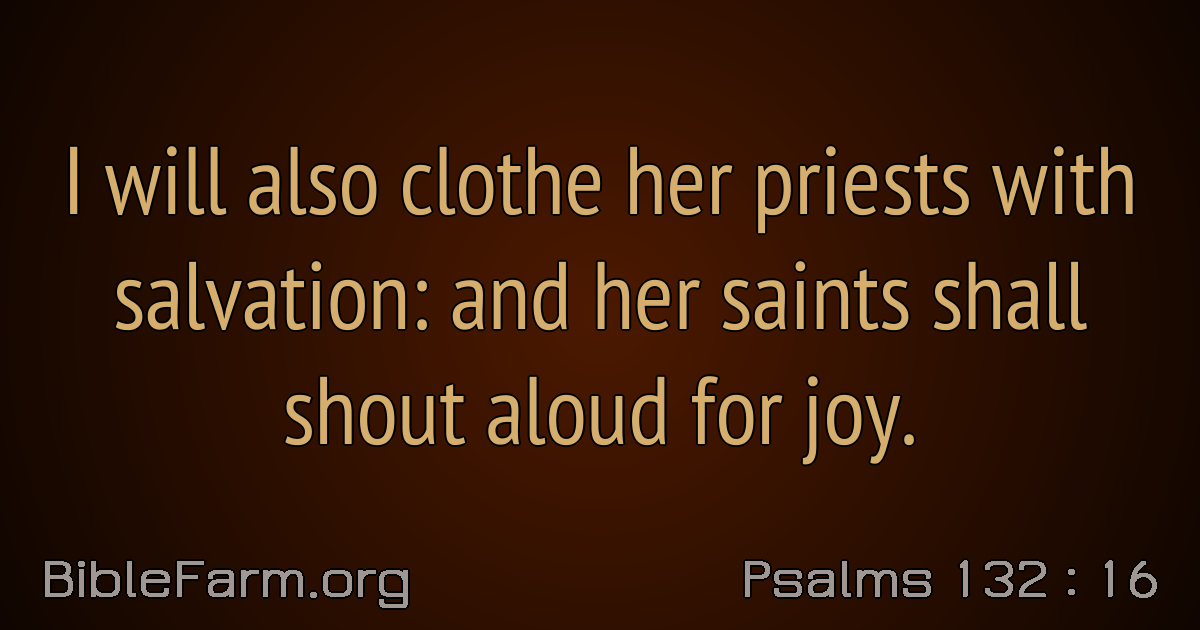 I will also clothe her priests with
salvation: and her saints shall
shout aloud for joy.
BibleFarm.org
Psalms 132 : 16